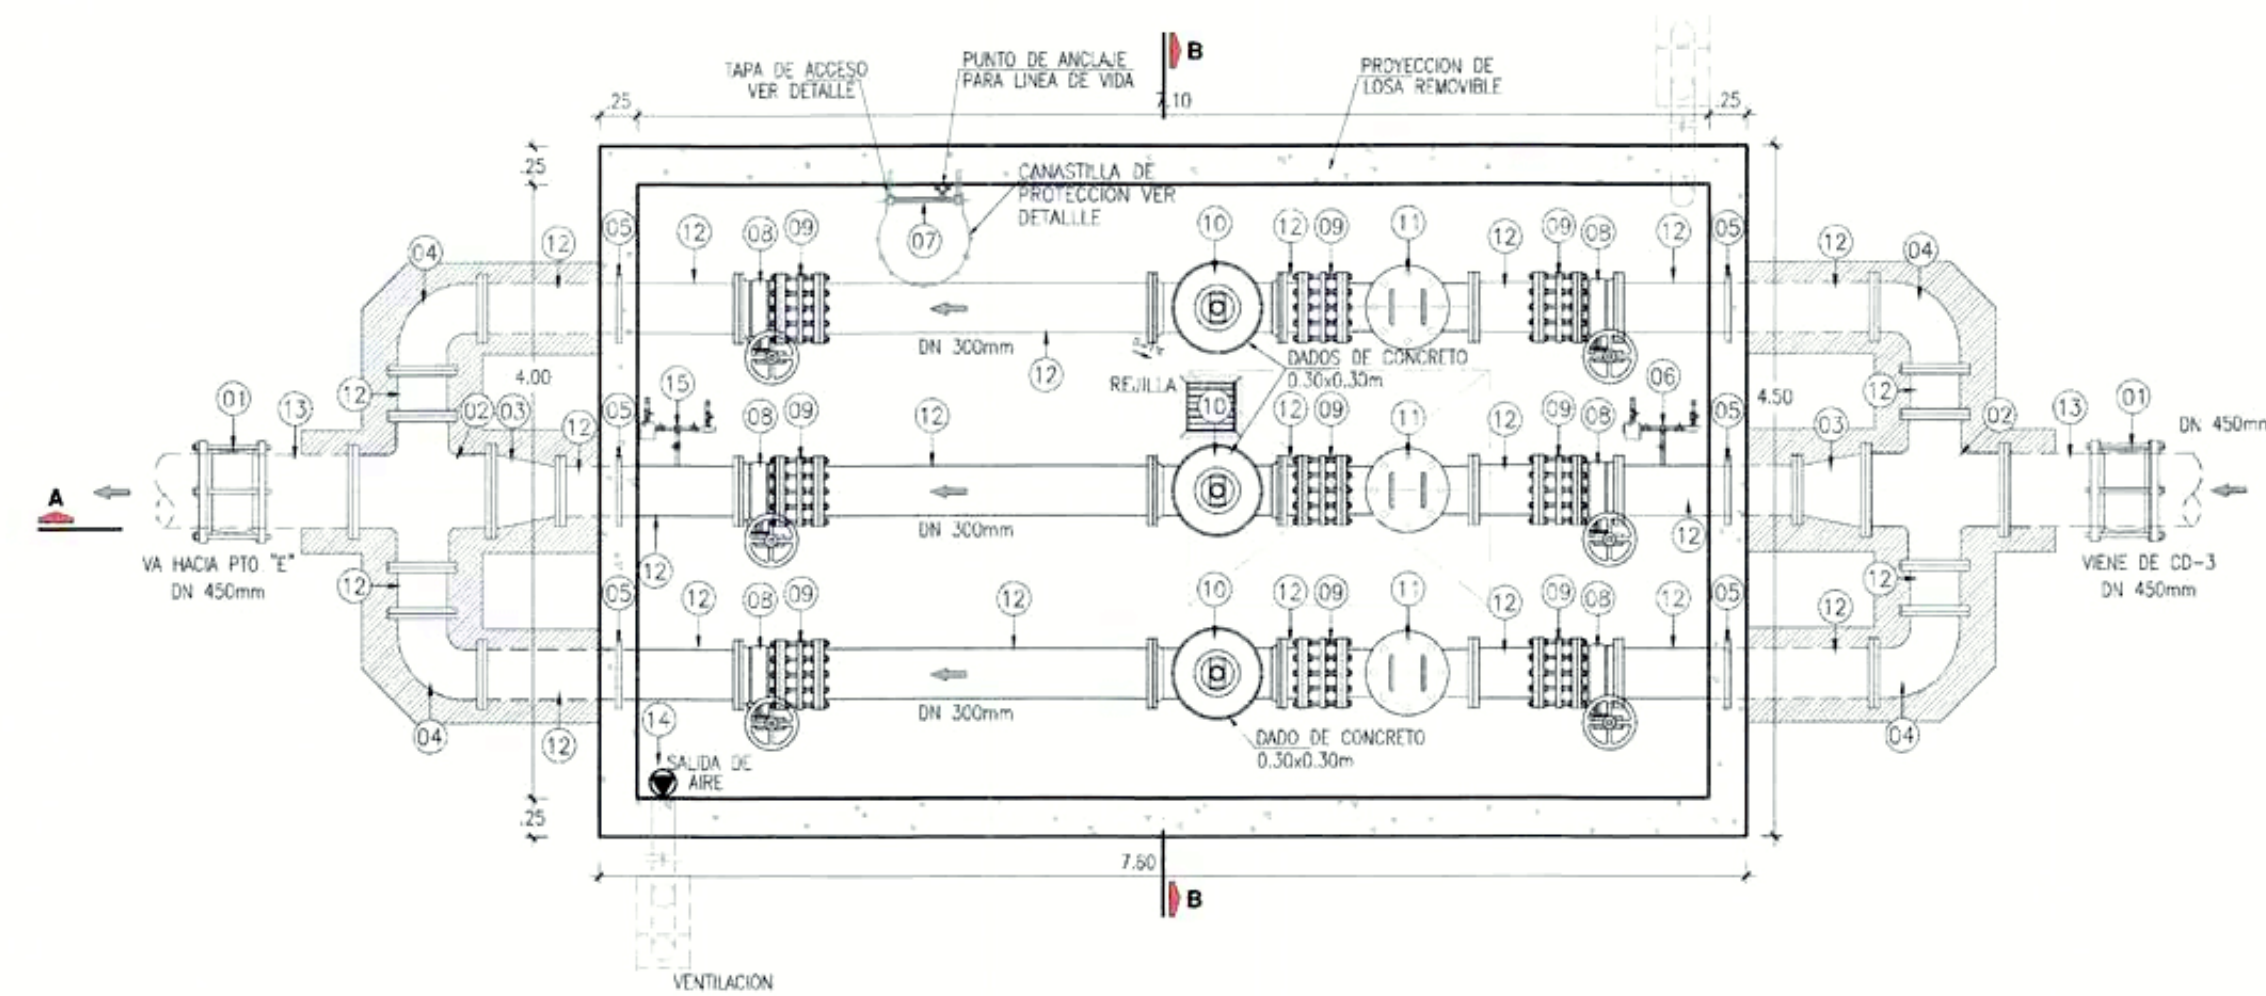 B
TAPA DE ACCESO
VER DETALLE
PUNTO DE ANCLAJE
PARA LINEA DE VIDA
PROYECCION DE
LOSA REMOVIBLE
.25
7.10
.25
.25
CANASTILLA DE
PROTECCION VER
DETALLLE
04
12
05
12
08
09
07
10
12
09
11
12
09
08
12
05
12
04
DN 300mm
12
DADOS DE CONCRETO
0.30x0.30m
REJILLA
4.00
4.50
01
13
12
02
03
12
05
15
08
09
12
10
12
09
11
12
09
08
06
05
03
12
02
13
01
DN 450mm
A
VA HACIA PTO "E"
DN 450mm
DN 300mm
12
12
VIENE DE CD-3
DN 450mm
12
05
12
08
09
12
10
12
09
11
12
09
08
12
05
12
12
DN 300mm
04
12
14
SALIDA DE
AIRE
DADO DE CONCRETO
0.30x0.30m
04
.25
7.60
B
VENTILACION